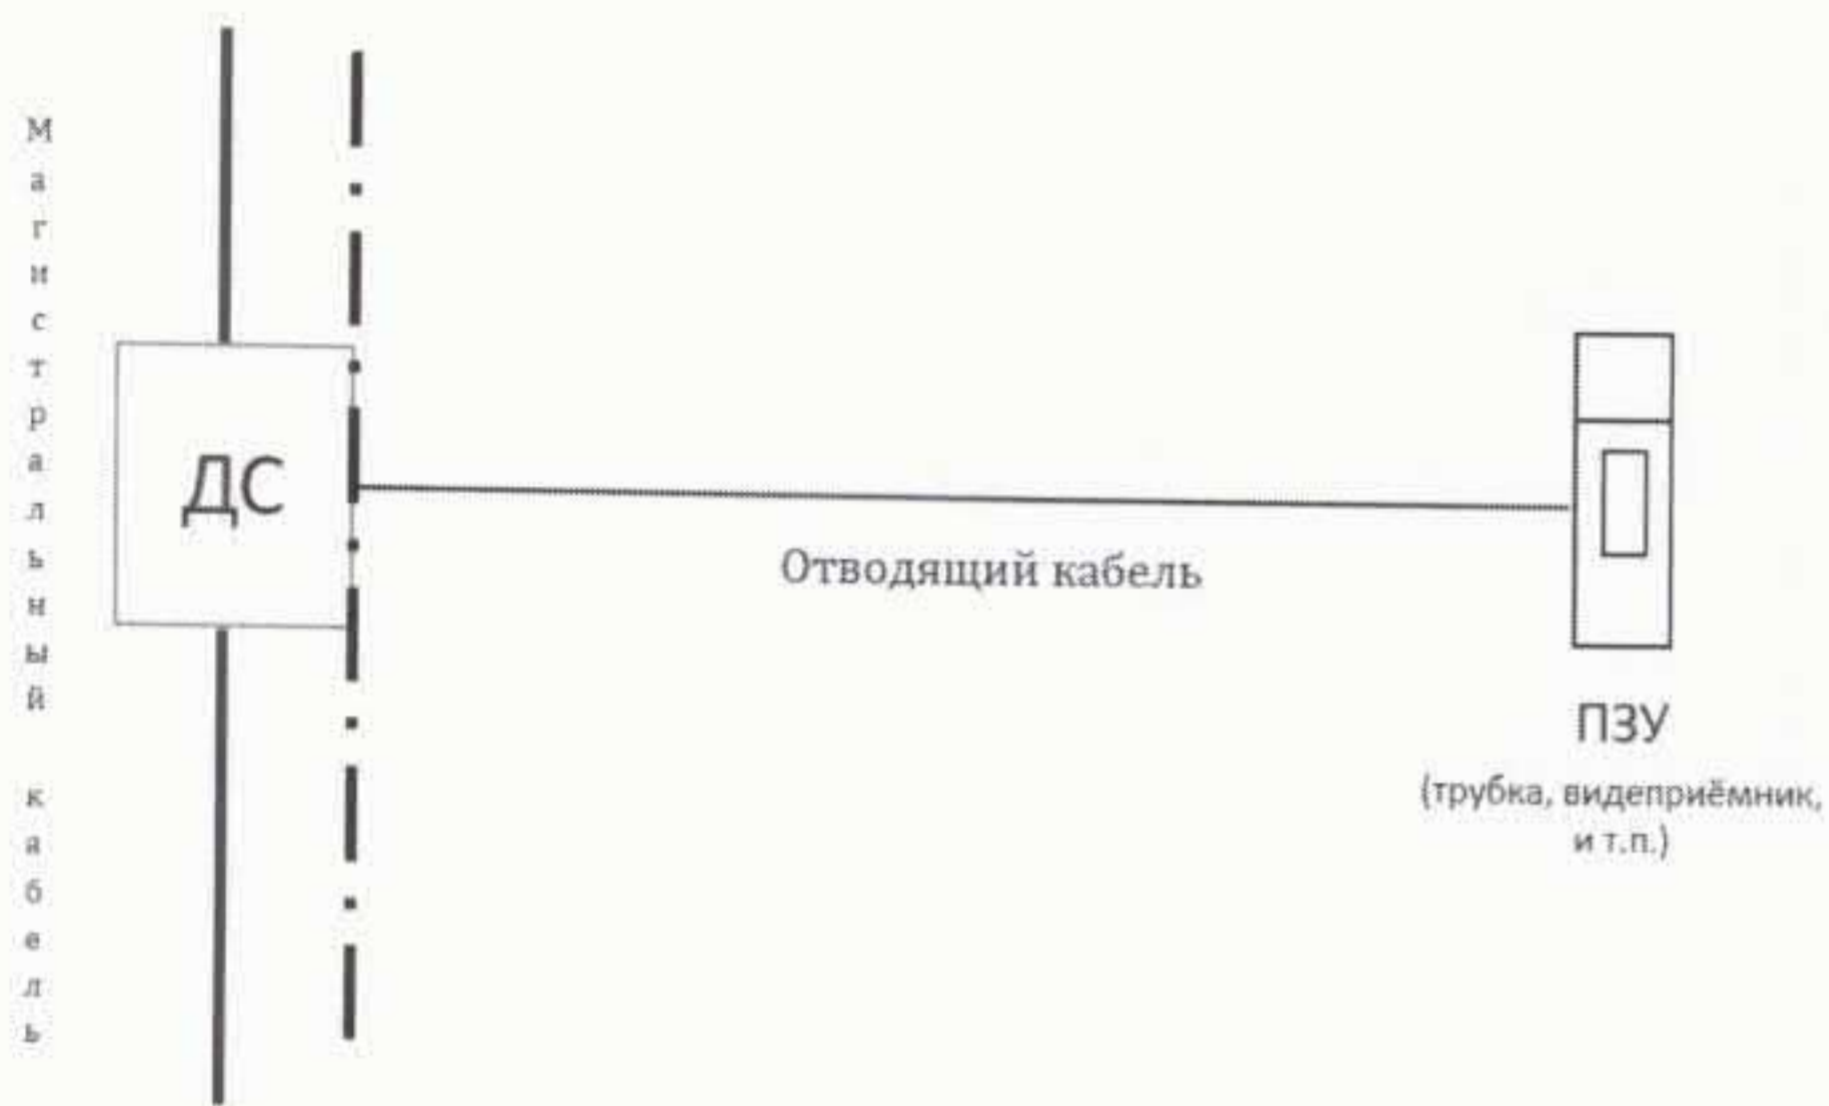 Магистральный кабель
ДС
Отводящий кабель
ПЗУ
(трубка, видеприёмник,
и т.п.)